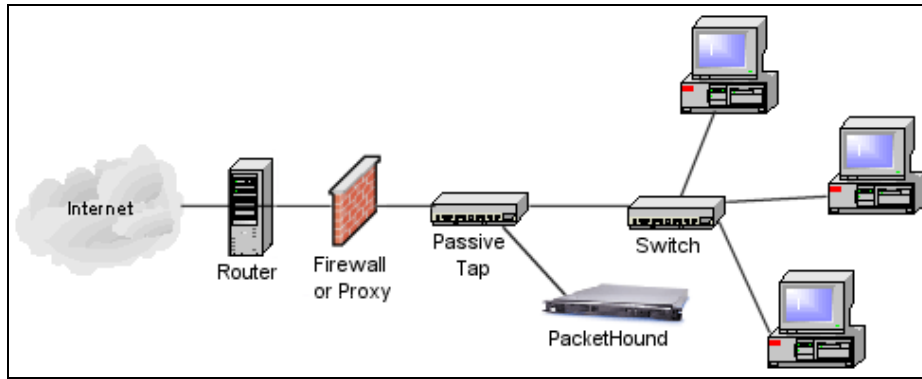 Internet
Router
Firewall
or Proxy
Passive
Tap
Switch
PacketHound